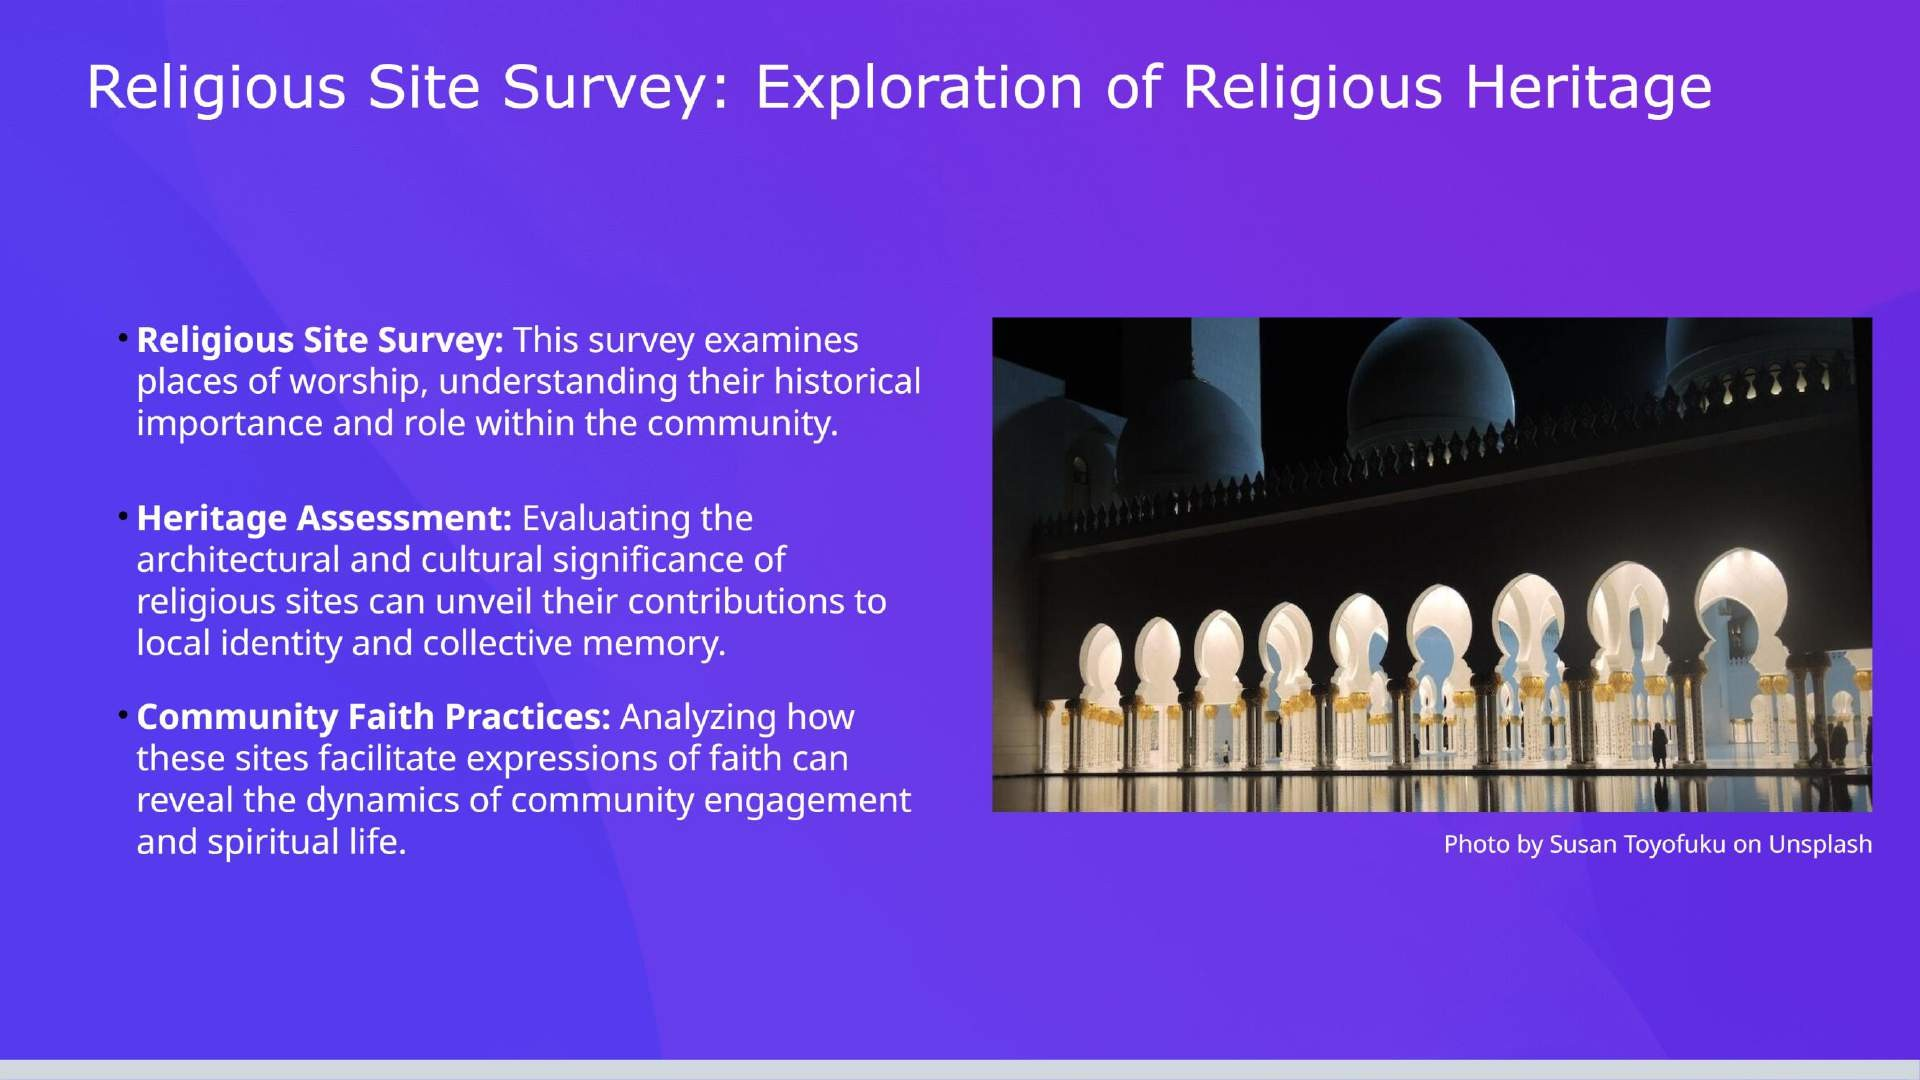 Religious Site Survey: Exploration of Religious Heritage
• Religious Site Survey: This survey examines
places of worship, understanding their historical
importance and role within the community.
• Heritage Assessment: Evaluating the
architectural and cultural significance of
religious sites can unveil their contributions to
local identity and collective memory.
• Community Faith Practices: Analyzing how
these sites facilitate expressions of faith can
reveal the dynamics of community engagement
and spiritual life.
Photo by Susan Toyofuku on Unsplash